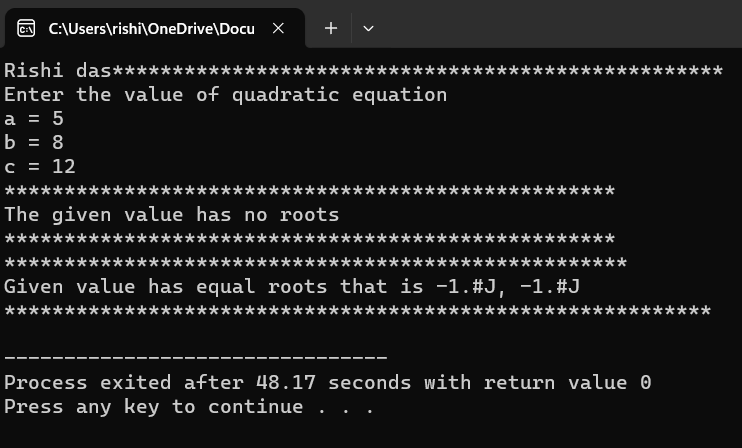 C:\Users\rishi\OneDrive\Docu
Rishi das***************************************************
Enter the value of quadratic equation
a = 5
b = 8
c = 12
***************************************************
The given value has no roots
***************************************************
****************************************************
Given value has equal roots that is -1.#J, -1.#J
***********************************************************
--------------------------------
Process exited after 48.17 seconds with return value 0
Press any key to continue . . .